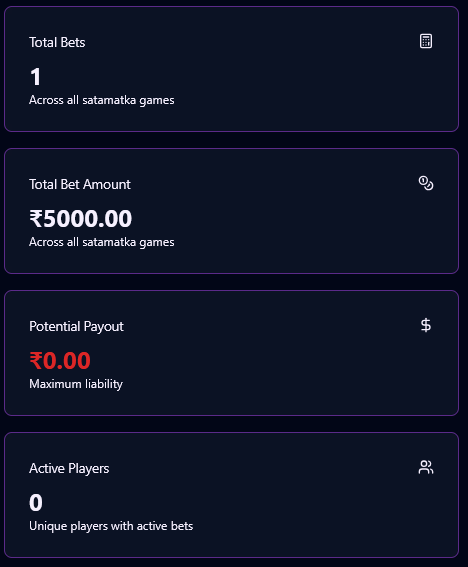 Total Bets
1
Across all satamatka games
Total Bet Amount
₹5000.00
Across all satamatka games
Potential Payout
₹0.00
Maximum liability
Active Players
0
Unique players with active bets